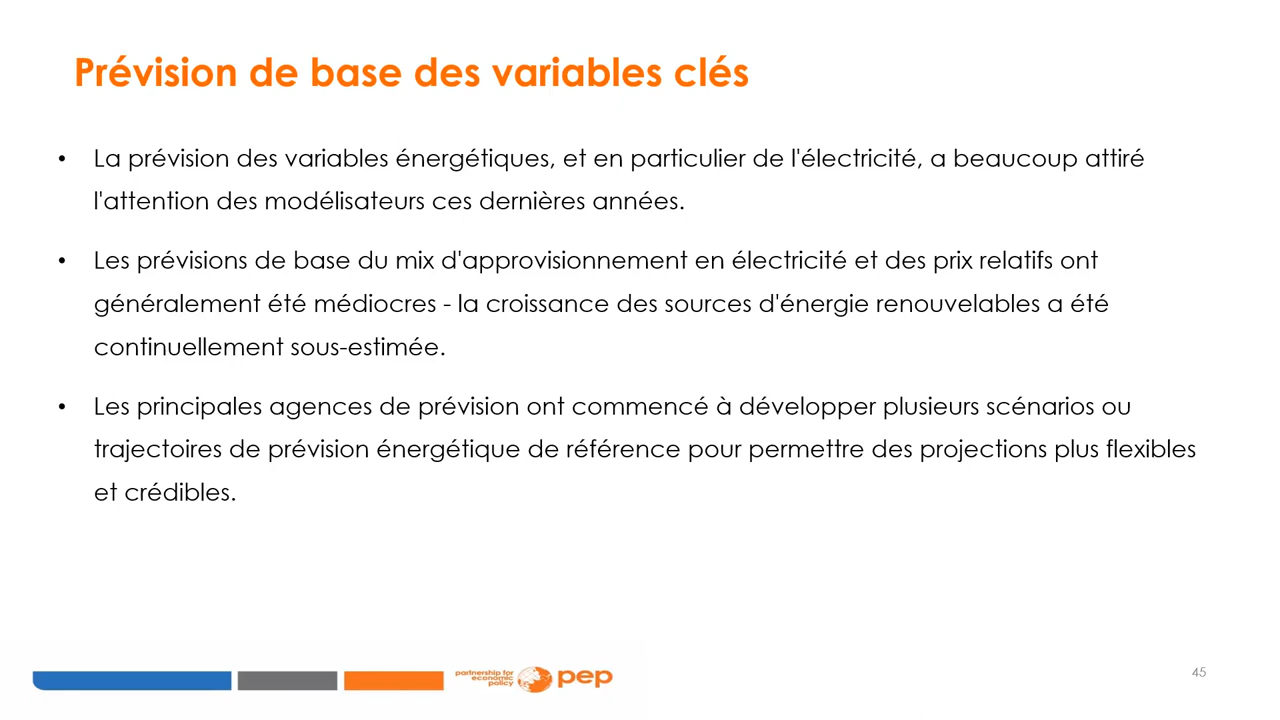 Prévision de base des variables clés
• La prévision des variables énergétiques, et en particulier de l'électricité, a beaucoup attiré
l'attention des modélisateurs ces dernières années.
• Les prévisions de base du mix d'approvisionnement en électricité et des prix relatifs ont
généralement été médiocres - la croissance des sources d'énergie renouvelables a été
continuellement sous-estimée.
• Les principales agences de prévision ont commencé à développer plusieurs scénarios ou
trajectoires de prévision énergétique de référence pour permettre des projections plus flexibles
et crédibles.
partnership for
economic
policy
pep
45